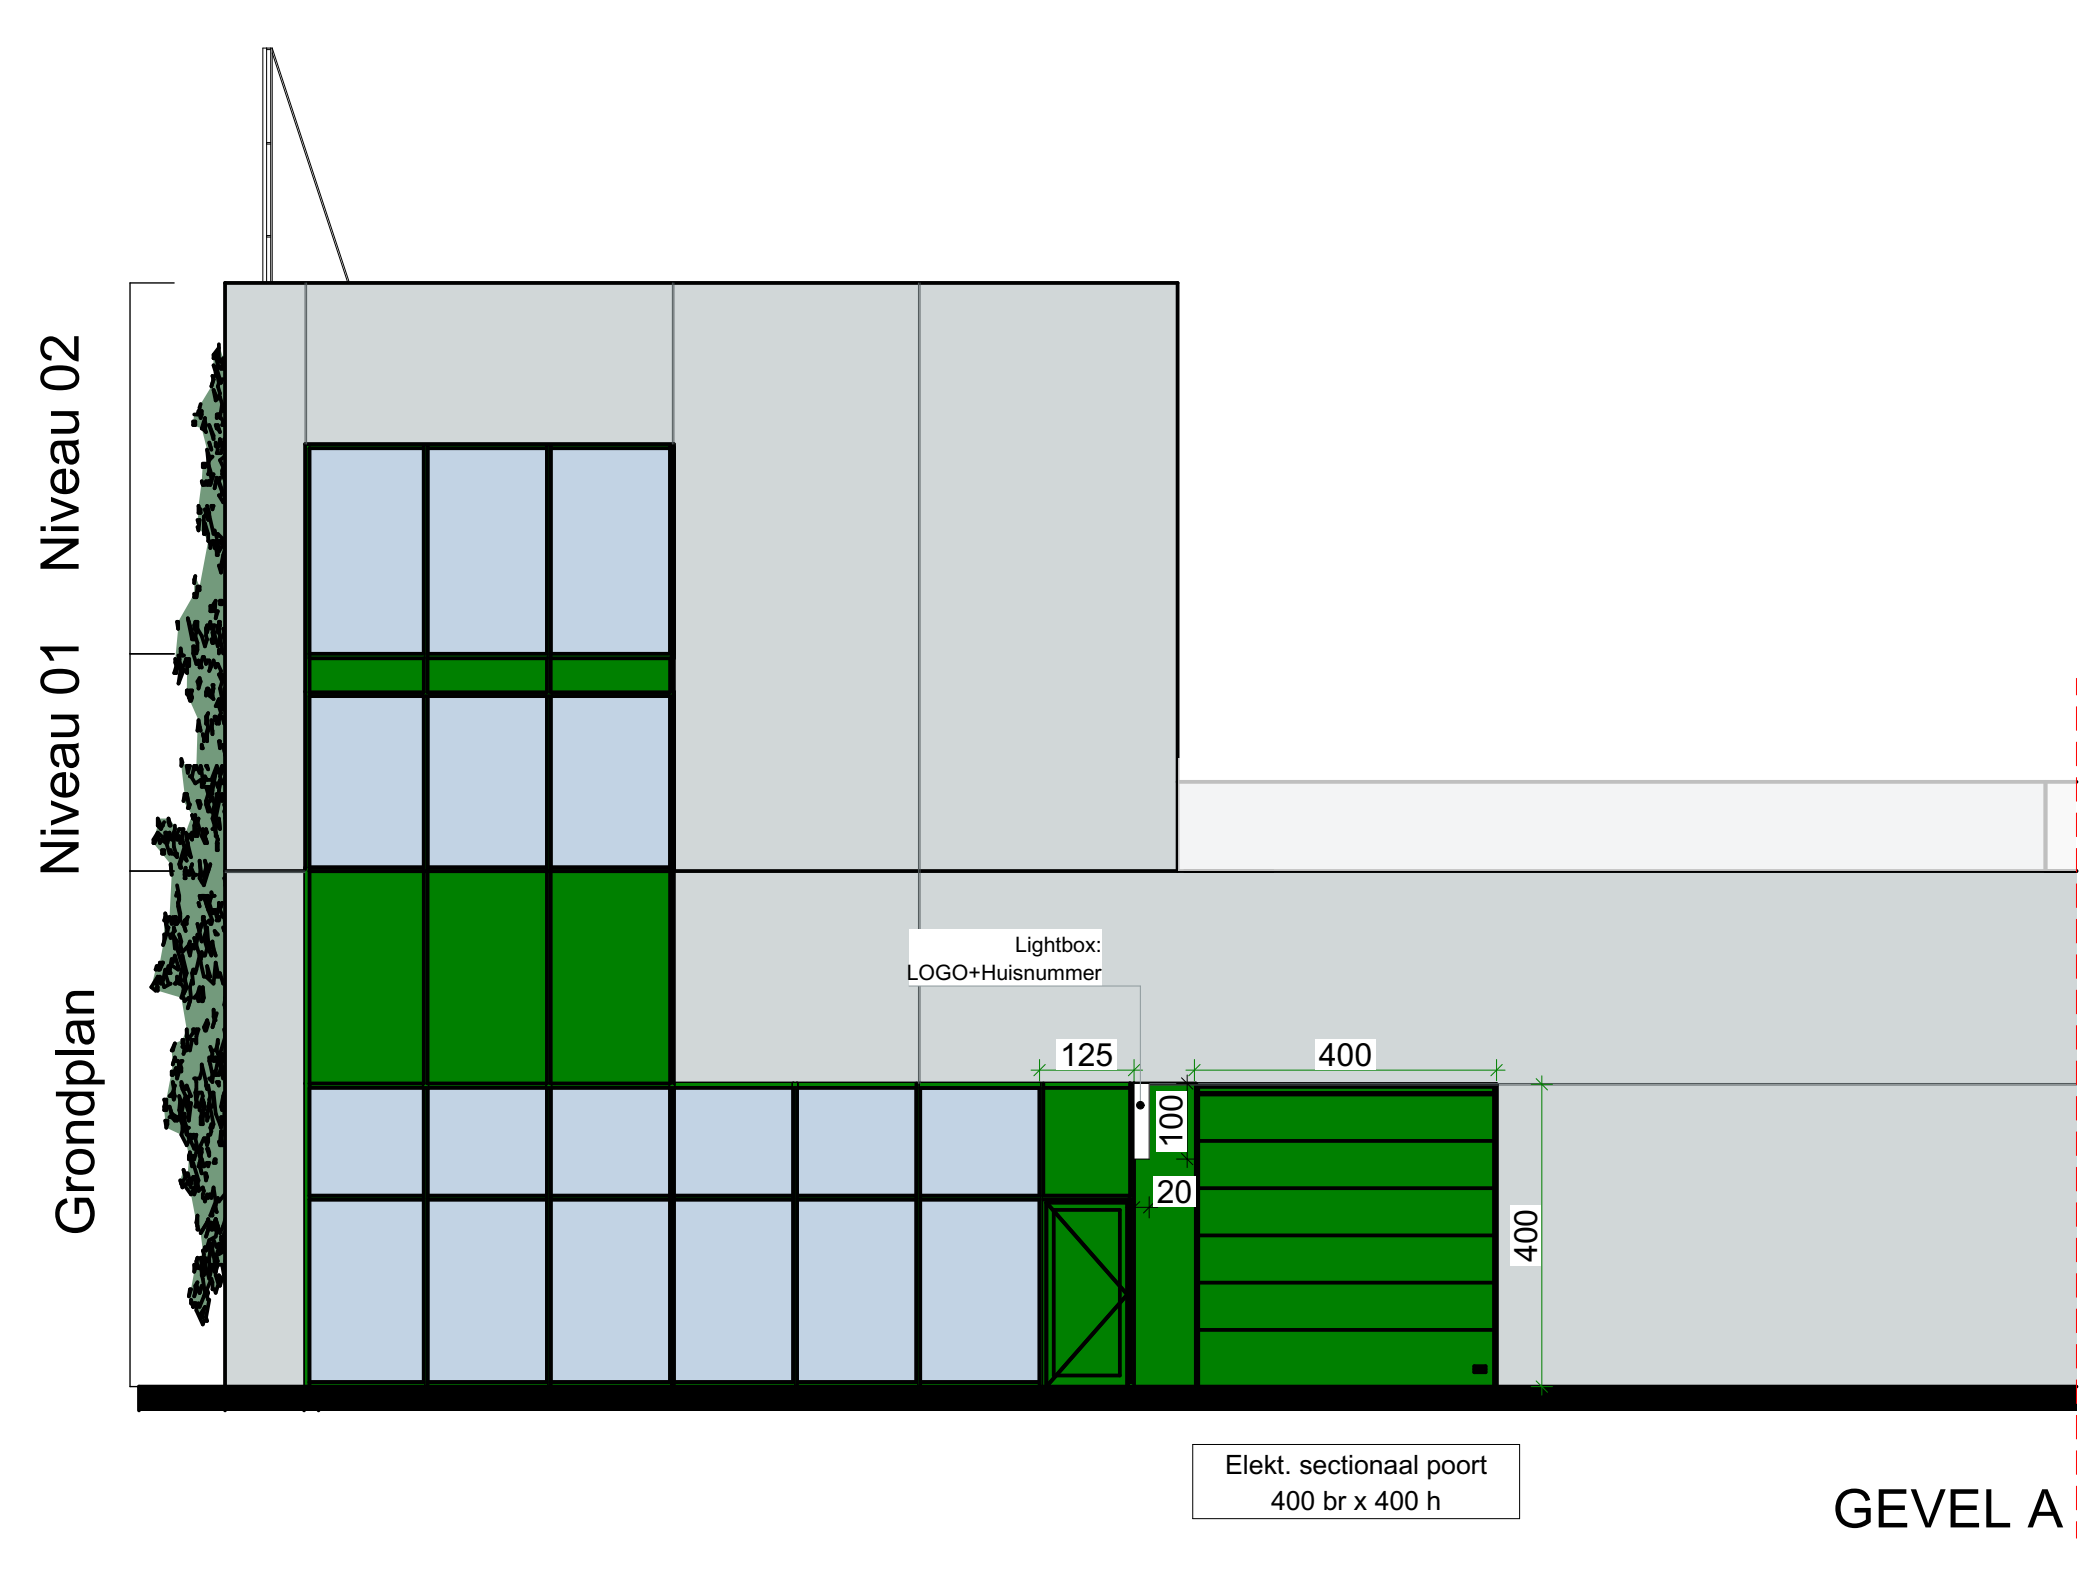 Niveau 02
Niveau 01
Grondplan
Lightbox:
LOGO+Huisnummer
125
400
100
20
400
Elekt. sectionaal poort
400 br x 400 h
GEVEL A